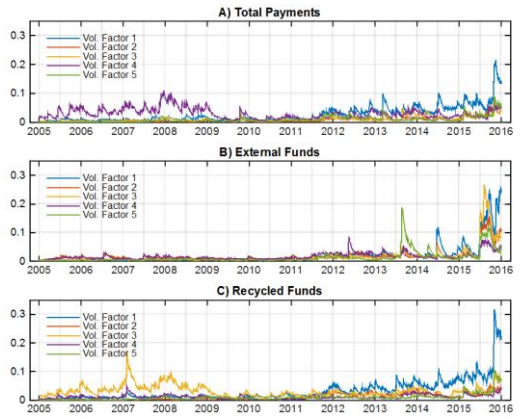 A) Total Payments
0.3
0.2
0.1
0
Vol. Factor 1
Vol. Factor 2
Vol. Factor 3
Vol. Factor 4
Vol. Factor 5
2005 2006 2007 2008 2009 2010 2011 2012 2013 2014 2015 2016
B) External Funds
0.3
0.2
0.1
0
Vol. Factor 1
Vol. Factor 2
Vol. Factor 3
Vol. Factor 4
Vol. Factor 5
2005 2006 2007 2008 2009 2010 2011 2012 2013 2014 2015 2016
C) Recycled Funds
0.3
0.2
0.1
0
Vol. Factor 1
Vol. Factor 2
Vol. Factor 3
Vol. Factor 4
Vol. Factor 5
2005 2006 2007 2008 2009 2010 2011 2012 2013 2014 2015 2016